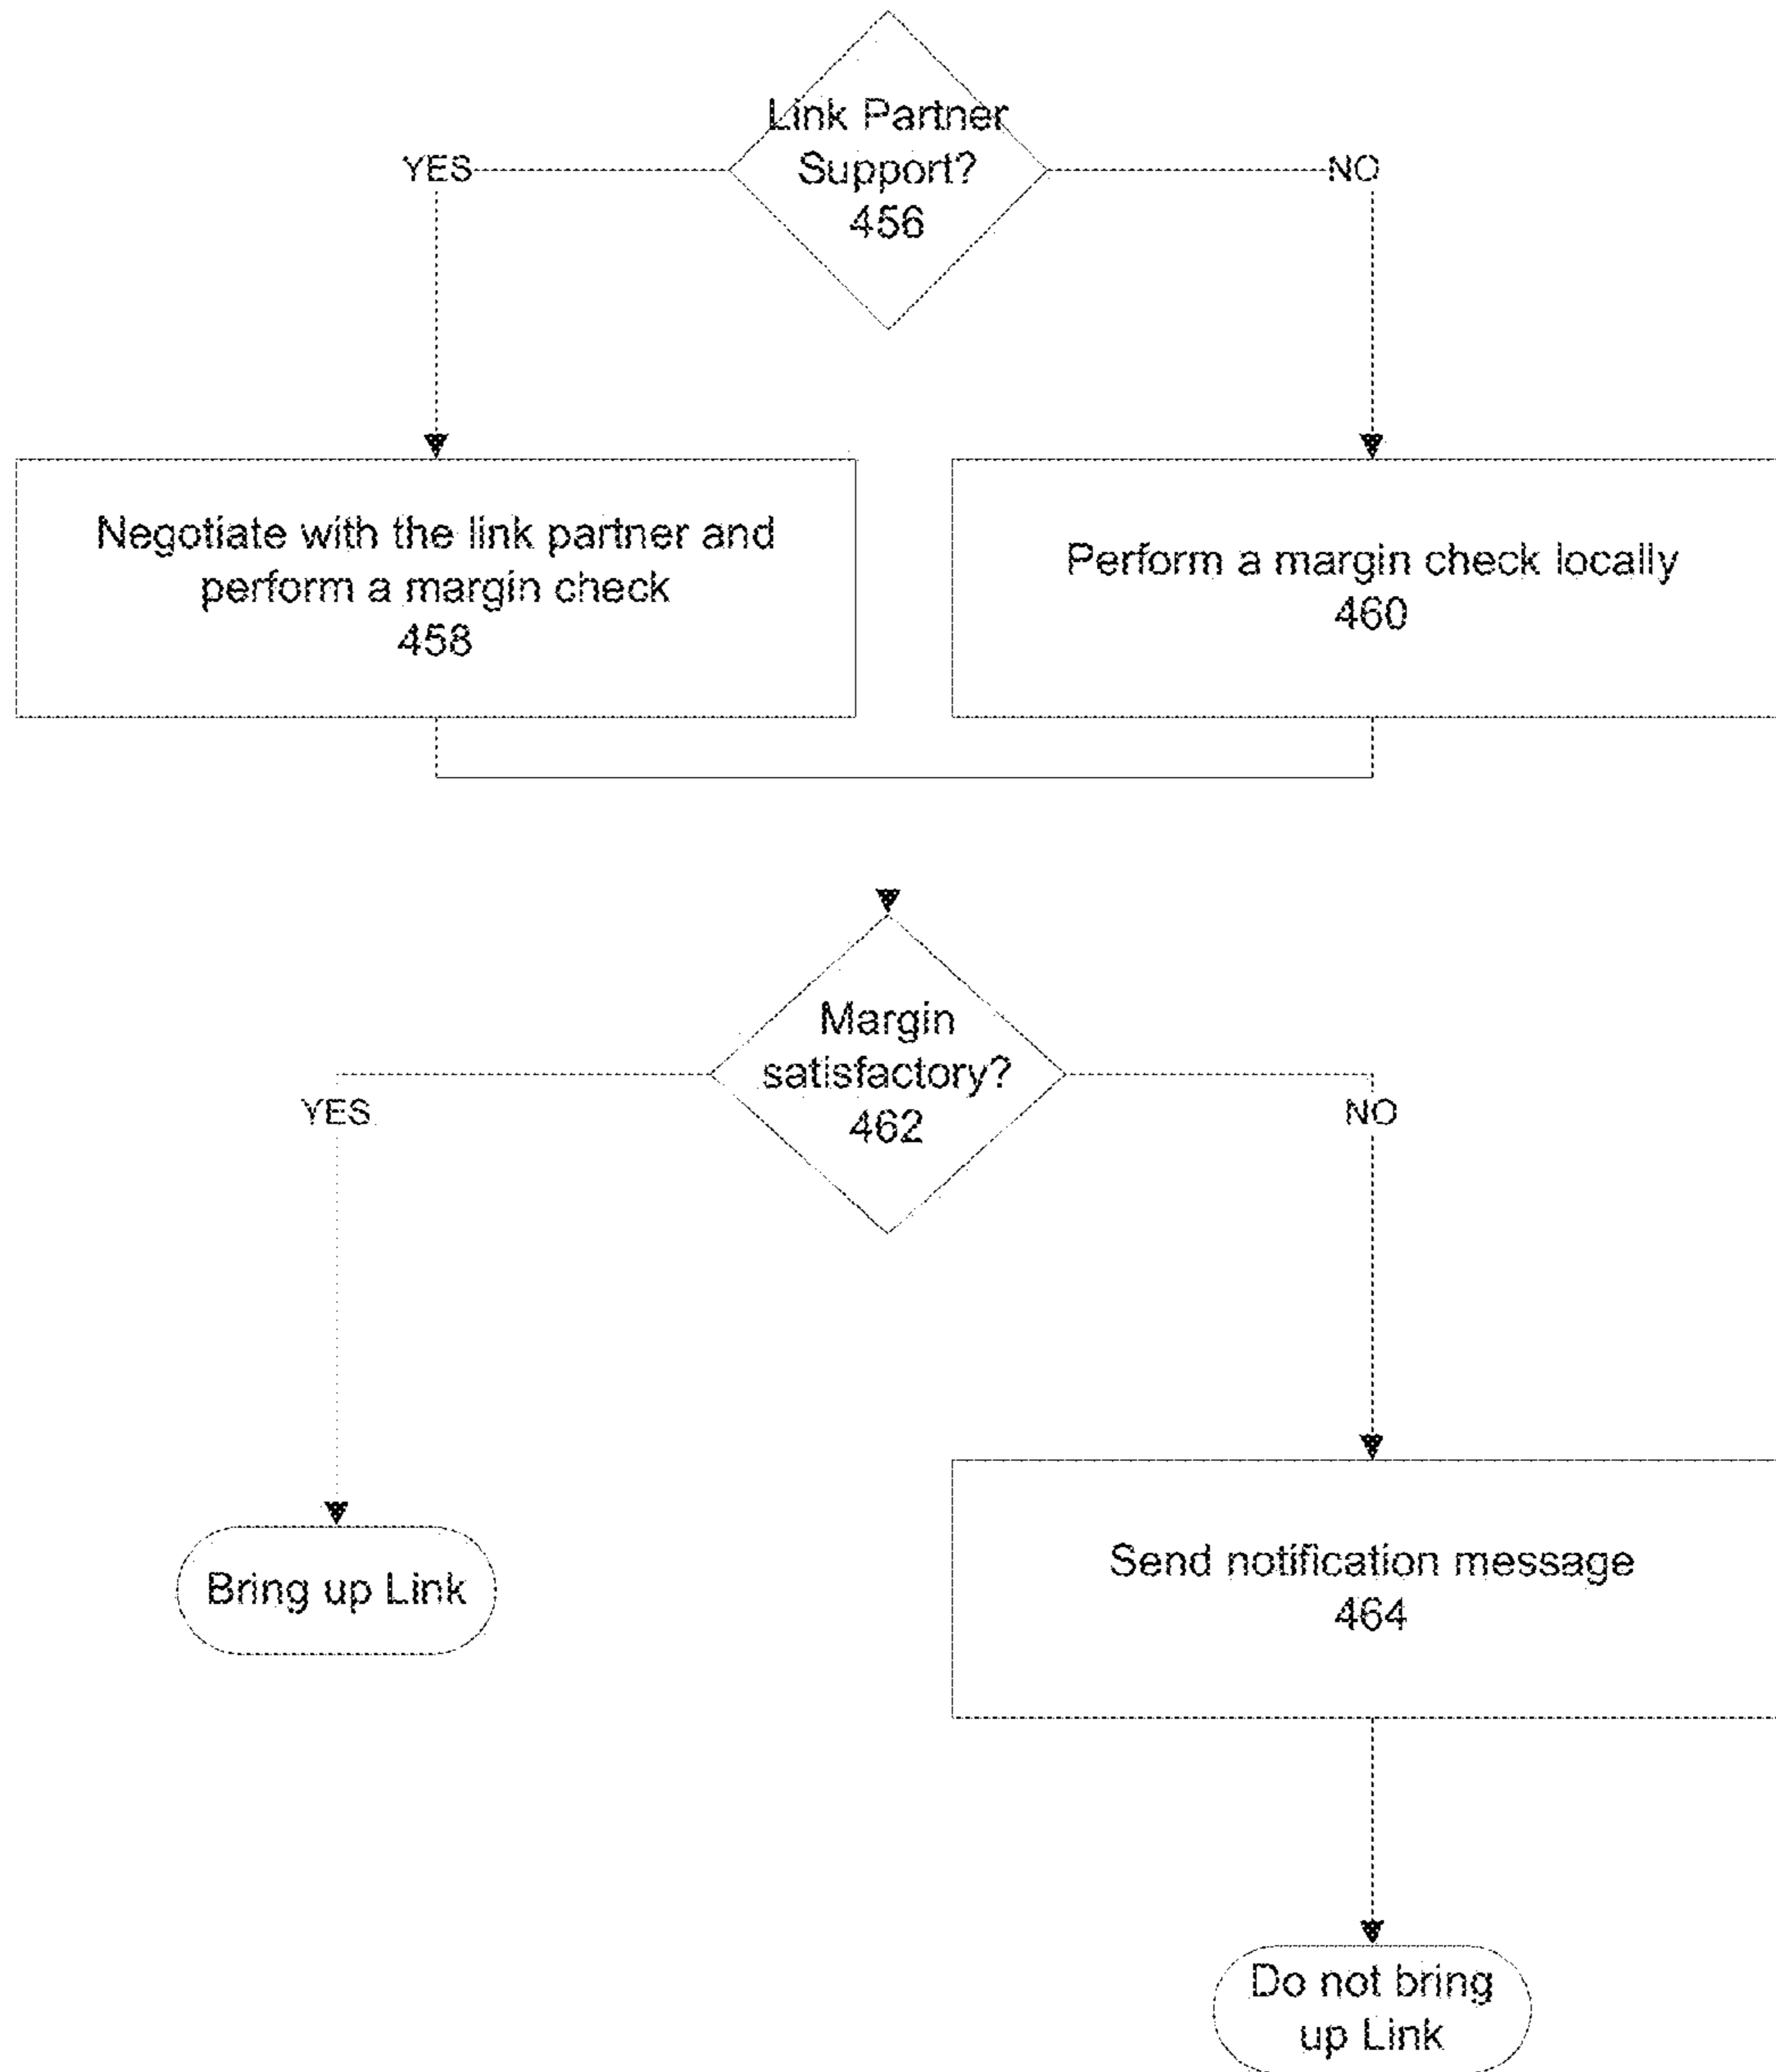 Link Partner
Support?
456
YES
NO
Negotiate with the link partner and
perform a margin check
458
Perform a margin check locally
460
Margin
satisfactory?
462
YES
NO
Bring up Link
Send notification message
464
Do not bring
up Link